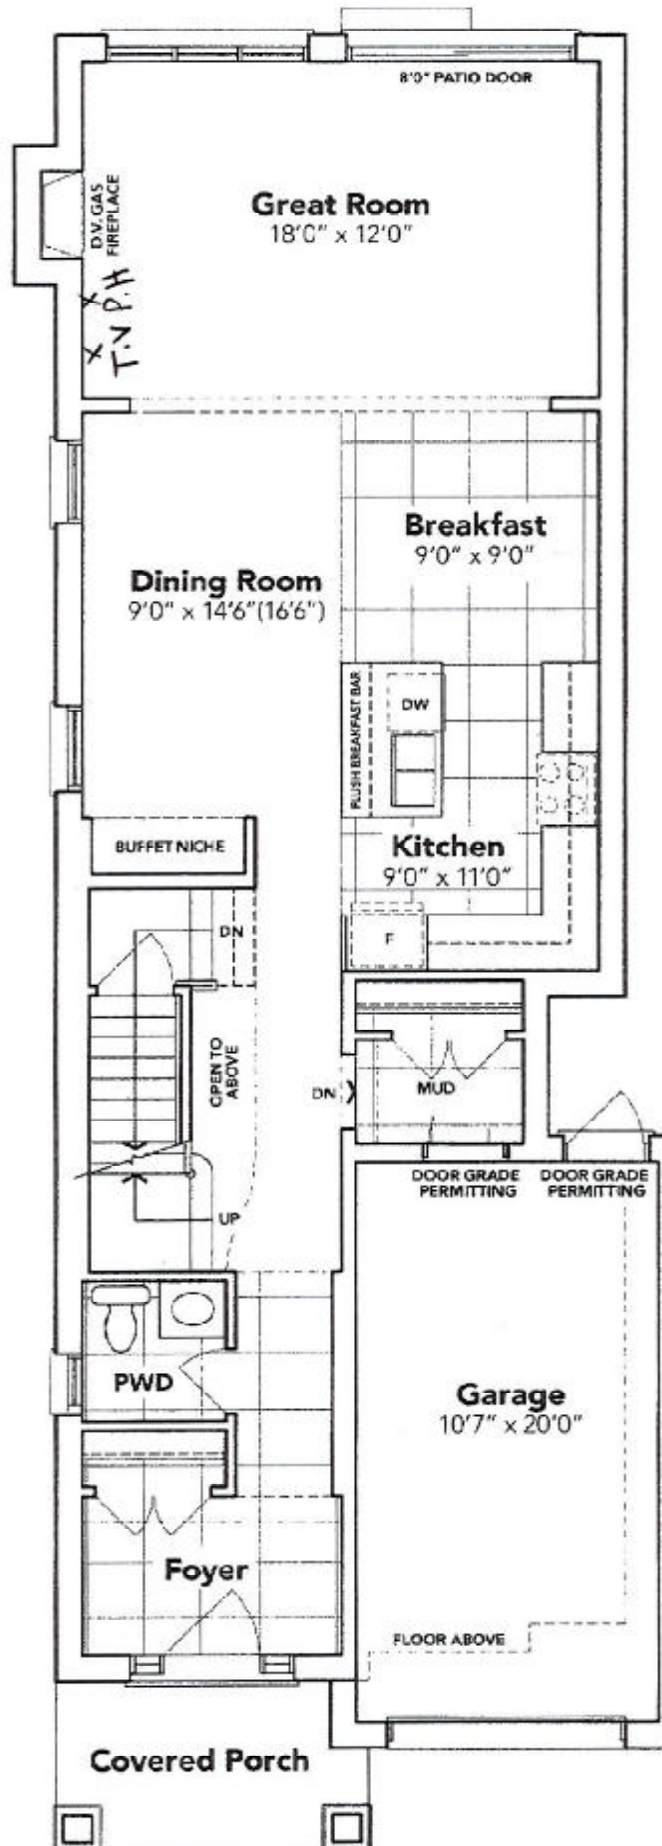 8'0" PATIO DOOR
D.V. GAS
FIREPLACE
Great Room
18'0" x 12'0"
P.H
T.V
Breakfast
9'0" x 9'0"
Dining Room
9'0" x 14'6"(16'6")
FLUSH BREAKFAST BAR
DW
BUFFET NICHE
Kitchen
9'0" x 11'0"
DN
F
OPEN TO
ABOVE
DN
MUD
UP
DOOR GRADE
PERMITTING
DOOR GRADE
PERMITTING
PWD
Garage
10'7" x 20'0"
Foyer
FLOOR ABOVE
Covered Porch